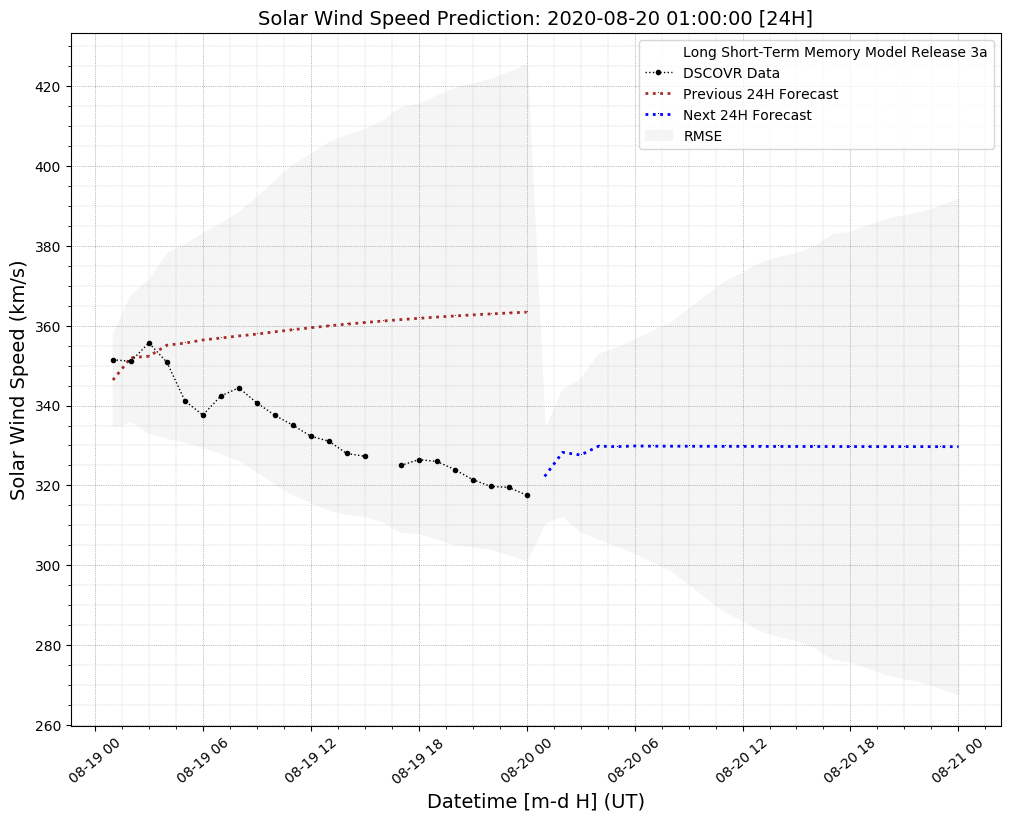 Solar Wind Speed Prediction: 2020-08-20 01:00:00 [24H]
Long Short-Term Memory Model Release 3a
DSCOVR Data
Previous 24H Forecast
Next 24H Forecast
RMSE
Solar Wind Speed (km/s)
420
400
380
360
340
320
300
280
260
08-19 00
08-19 06
08-19 12
08-19 18
08-20 00
08-20 06
08-20 12
08-20 18
08-21 00
Datetime [m-d H] (UT)